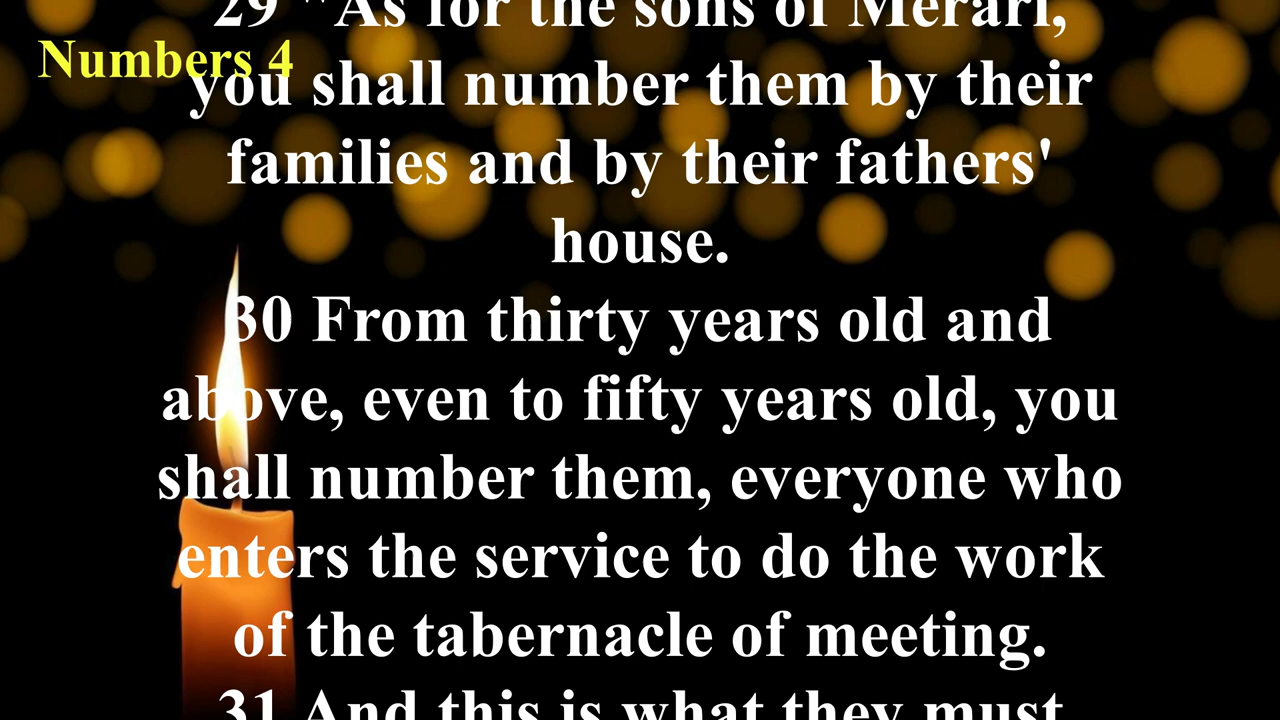 29 "As for the sons of Merari,
Numbers 4
you shall number them by their
families and by their fathers'
house.
30 From thirty years old and
above, even to fifty years old, you
shall number them, everyone who
enters the service to do the work
of the tabernacle of meeting.
31 And this is what they must